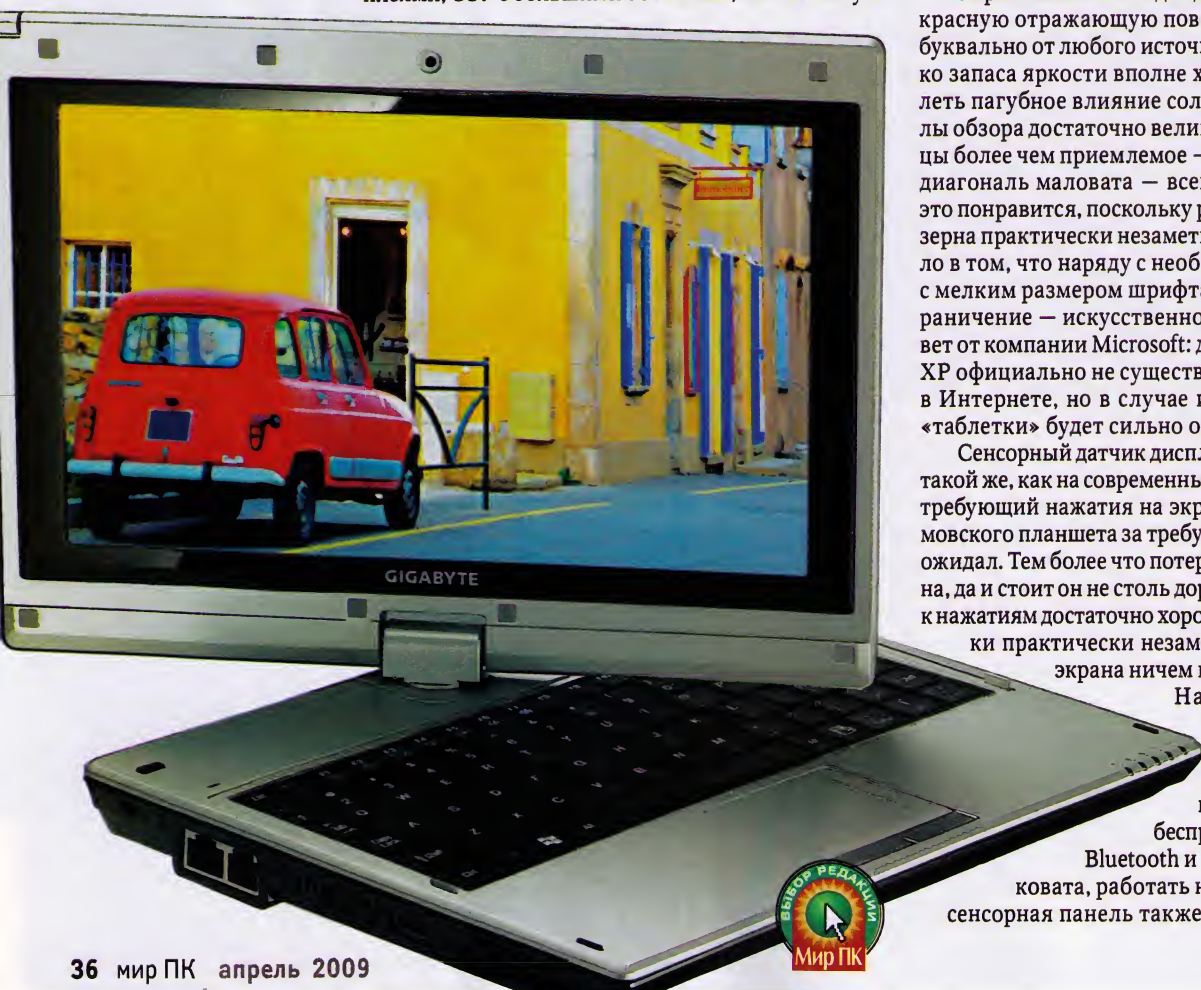 красную отражающую пов
буквально от любого источ
ко запаса яркости вполне х
леть пагубное влияние сол
лы обзора достаточно вели
цы более чем приемлемое –
диагональ маловата — все
это понравится, поскольку р
зерна практически незамет
ло в том, что наряду с необ
с мелким размером шрифт
раничение — искусственно
вет от компании Microsoft: д
XP официально не существ
в Интернете, но в случае и
«таблетки» будет сильно о
Сенсорный датчик диспл
такой же, как на современны
требующий нажатия на экр
мовского планшета за требу
ожидал. Тем более что потер
на, да и стоит он не столь дор
к нажатиям достаточно хоро
ки практически незам
экрана ничем
На
беспр
Bluetooth и
ковата, работать н
сенсорная панель также
GIGABYTE
ВЫБОР РЕДАКЦИИ
Мир ПК
36 мир ПК апрель 2009